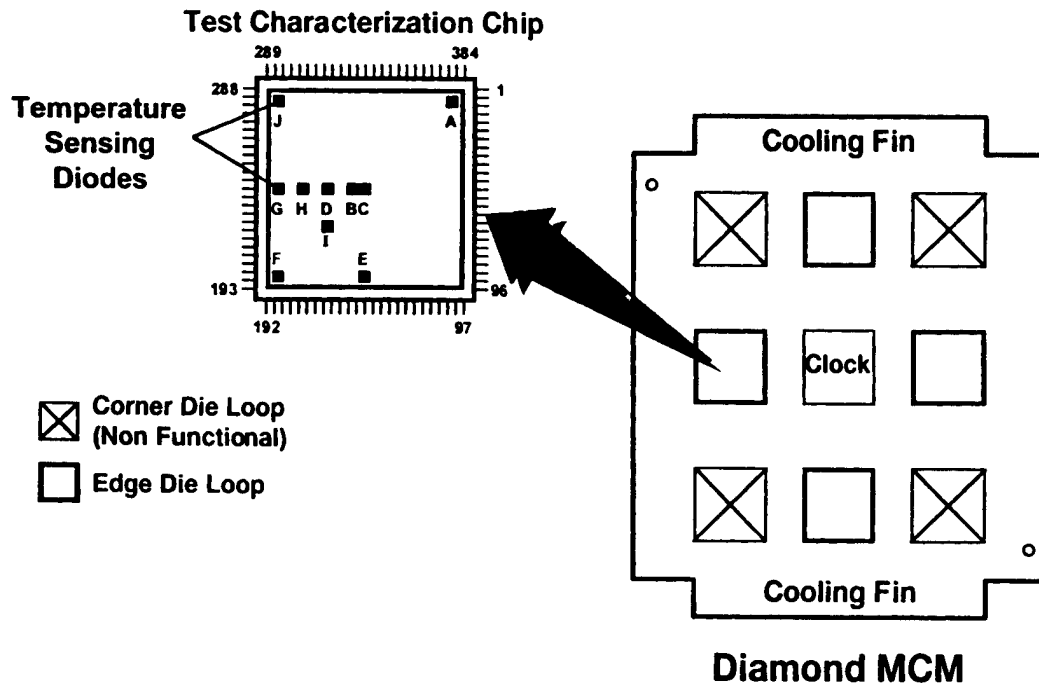 Test Characterization Chip
289 384
288 1
Temperature
Sensing
Diodes
J A
G H D B C
I
F E
193 96
192 97
Cooling Fin
Clock
Corner Die Loop
(Non Functional)
Edge Die Loop
Cooling Fin
Diamond MCM